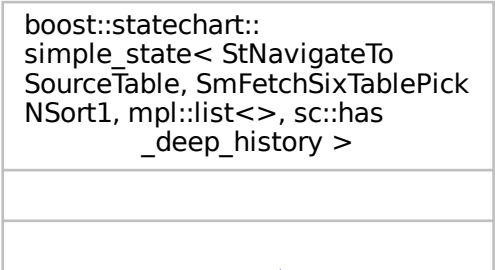 boost::statechart::
simple_state< StNavigateTo
SourceTable, SmFetchSixTablePick
NSort1, mpl::list<>, sc::has
_deep_history >